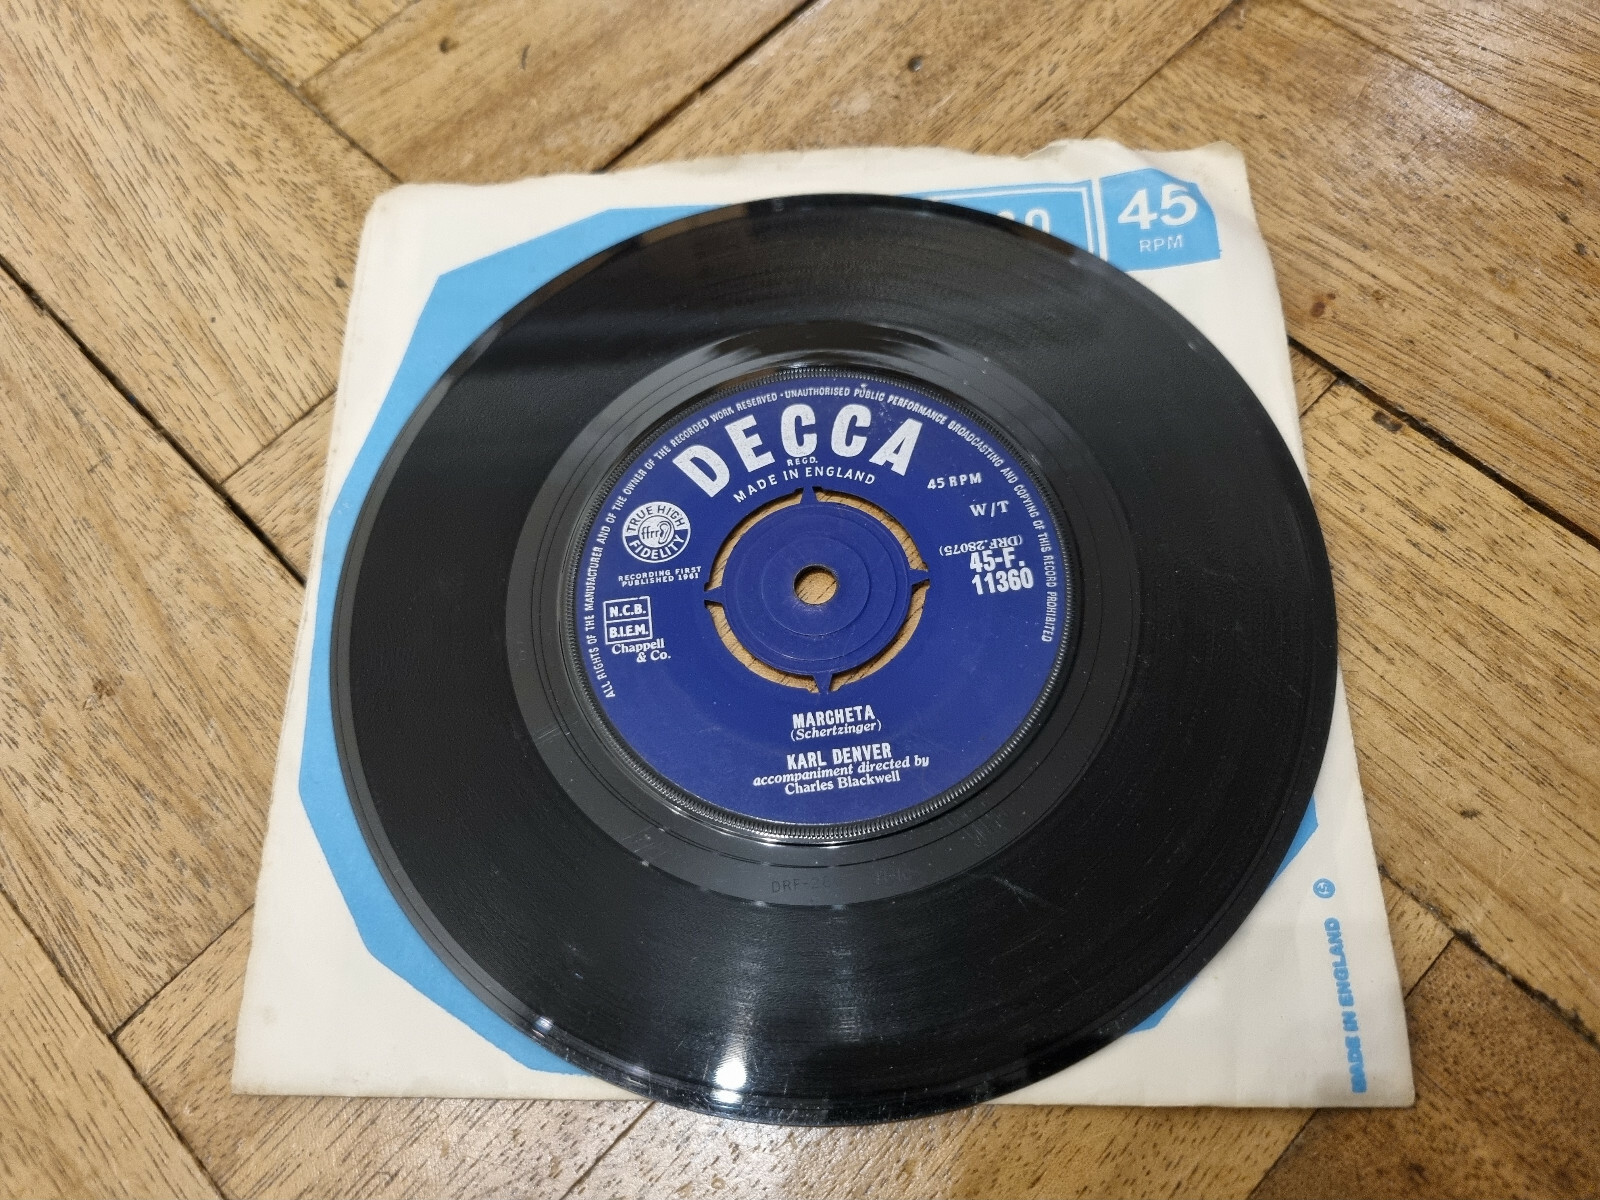 45
RPM
ALL RIGHTS OF THE MANUFACTURER AND OF THE OWNER OF THE RECORDED WORK RESERVED · UNAUTHORISED PUBLIC PERFORMANCE BROADCASTING AND COPYING OF THIS RECORD PROHIBITED
DECCA
REGD.
MADE IN ENGLAND
45 RPM
W/T
(DRF.28075)
45-F.
11360
TRUE HIGH
ffrr
FIDELITY
RECORDING FIRST
PUBLISHED 1961
N.C.B.
B.I.E.M.
Chappell
& Co.
MARCHETA
(Schertzinger)
KARL DENVER
accompaniment directed by
Charles Blackwell
MADE IN ENGLAND